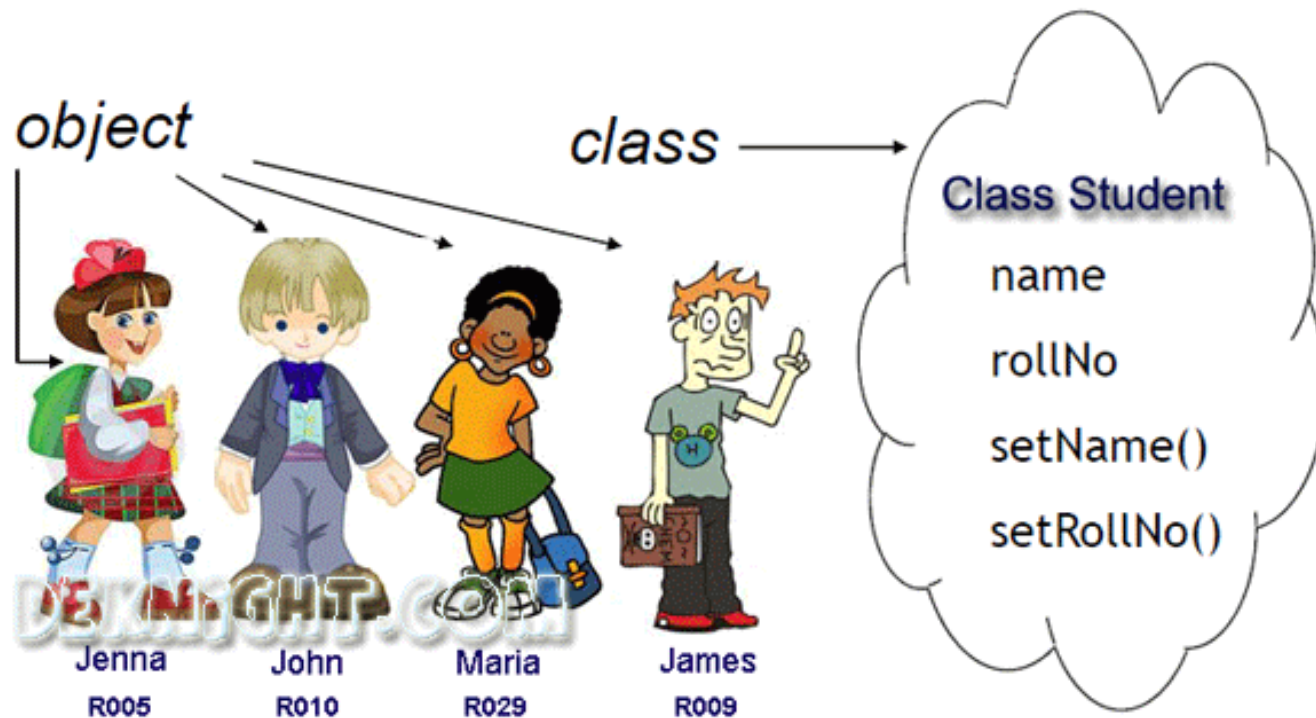 object
class
Class Student
name
rollNo
setName()
setRollNo()
DEKNIGHT.COM
Jenna
John
Maria
James
R005
R010
R029
R009
H